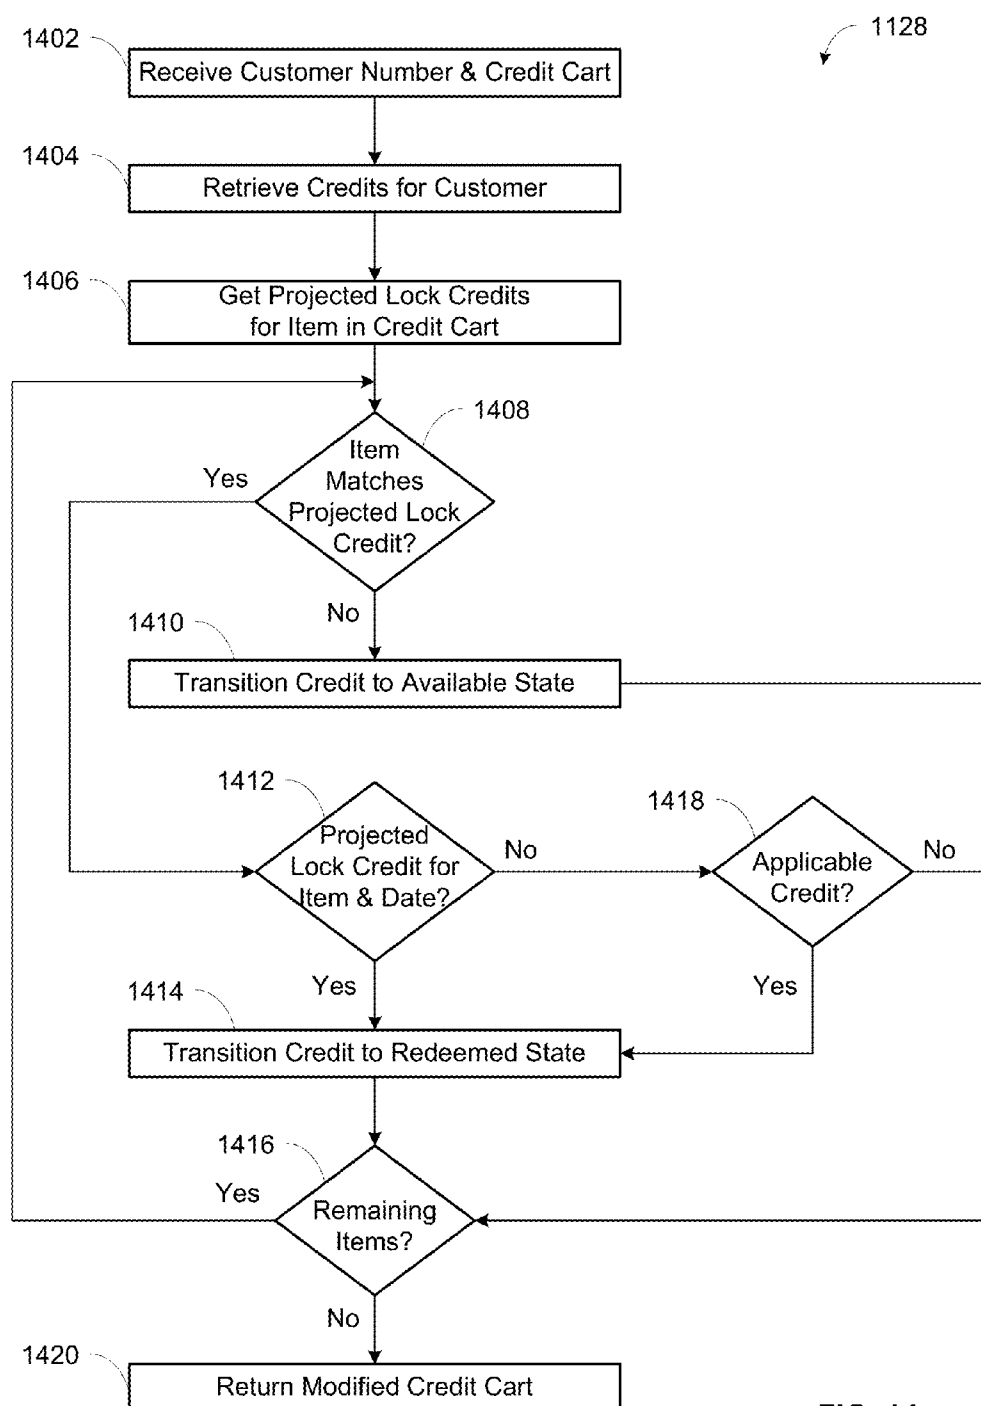 1402
1128
Receive Customer Number & Credit Cart
1404
Retrieve Credits for Customer
1406
Get Projected Lock Credits
for Item in Credit Cart
1408
Item
Matches
Projected Lock
Credit?
Yes
No
1410
Transition Credit to Available State
1412
Projected
Lock Credit for
Item & Date?
No
1418
Applicable
Credit?
No
Yes
Yes
1414
Transition Credit to Redeemed State
1416
Remaining
Items?
Yes
No
1420
Return Modified Credit Cart